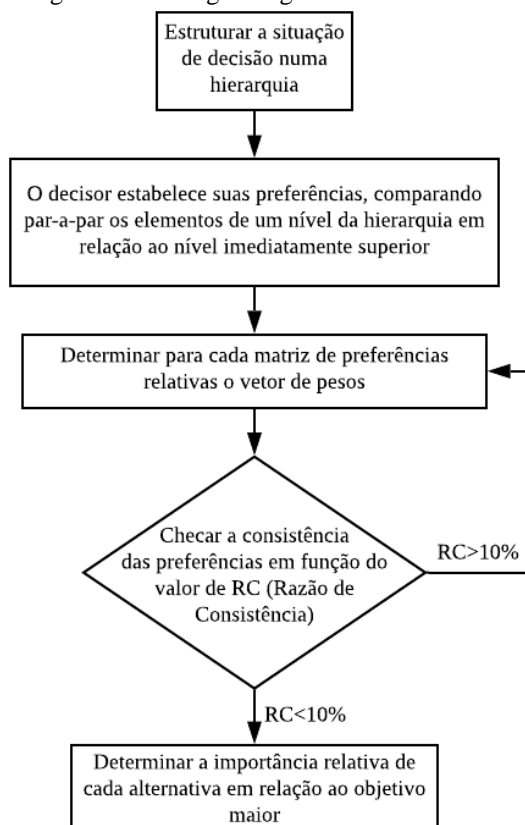 Estruturar a situação
de decisão numa
hierarquia
O decisor estabelece suas preferências, comparando
par-a-par os elementos de um nível da hierarquia em
relação ao nível imediatamente superior
Determinar para cada matriz de preferências
relativas o vetor de pesos
Checar a consistência
das preferências em função do
valor de RC (Razão de
Consistência)
RC>10%
RC<10%
Determinar a importância relativa de
cada alternativa em relação ao objetivo
maior